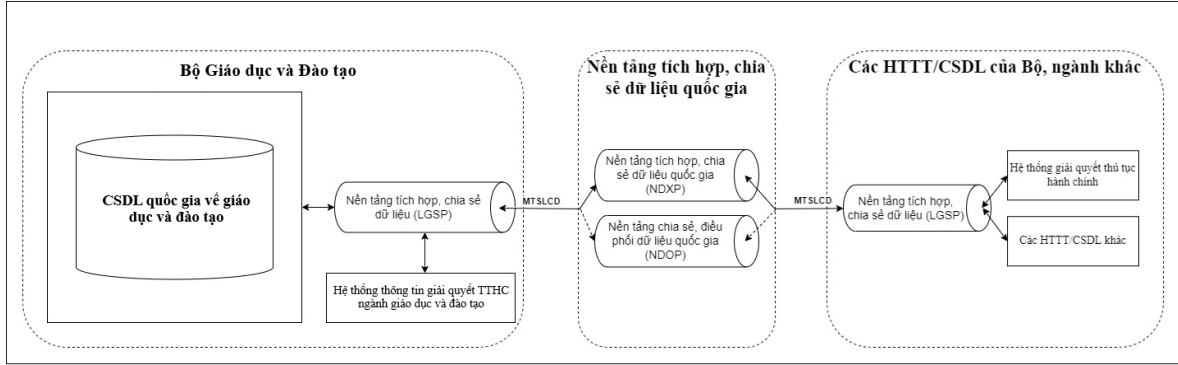 Bộ Giáo dục và Đào tạo
CSDL quốc gia về giáo
dục và đào tạo
Nền tảng tích hợp, chia sẻ
dữ liệu (LGSP)
Hệ thống thông tin giải quyết TTHC
ngành giáo dục và đào tạo
MTSLCD
Nền tảng tích hợp, chia
sẻ dữ liệu quốc gia
Nền tảng tích hợp, chia
sẻ dữ liệu quốc gia
(NDXP)
Nền tảng chia sẻ, điều
phối dữ liệu quốc gia
(NDOP)
MTSLCD
Các HTTT/CSDL của Bộ, ngành khác
Nền tảng tích hợp,
chia sẻ dữ liệu (LGSP)
Hệ thống giải quyết thủ tục
hành chính
Các HTTT/CSDL khác